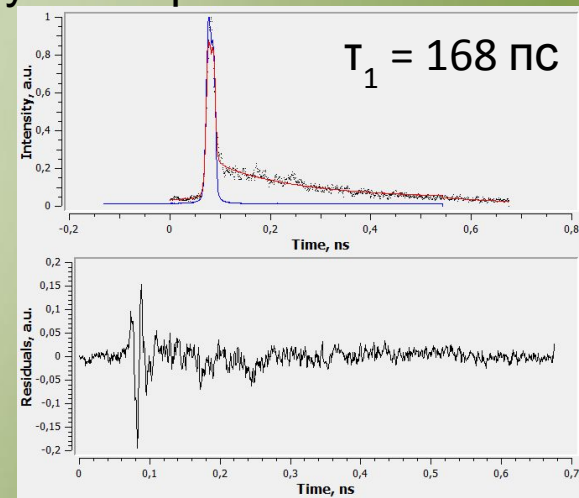 τ₁ = 168 пс
Intensity, a.u.
1
0,8
0,6
0,4
0,2
0
-0,2 0 0,2 0,4 0,6 0,8
Time, ns
Residuals, a.u.
0,2
0,15
0,1
0,05
0
-0,05
-0,1
-0,15
-0,2
0 0,1 0,2 0,3 0,4 0,5 0,6 0,7
Time, ns